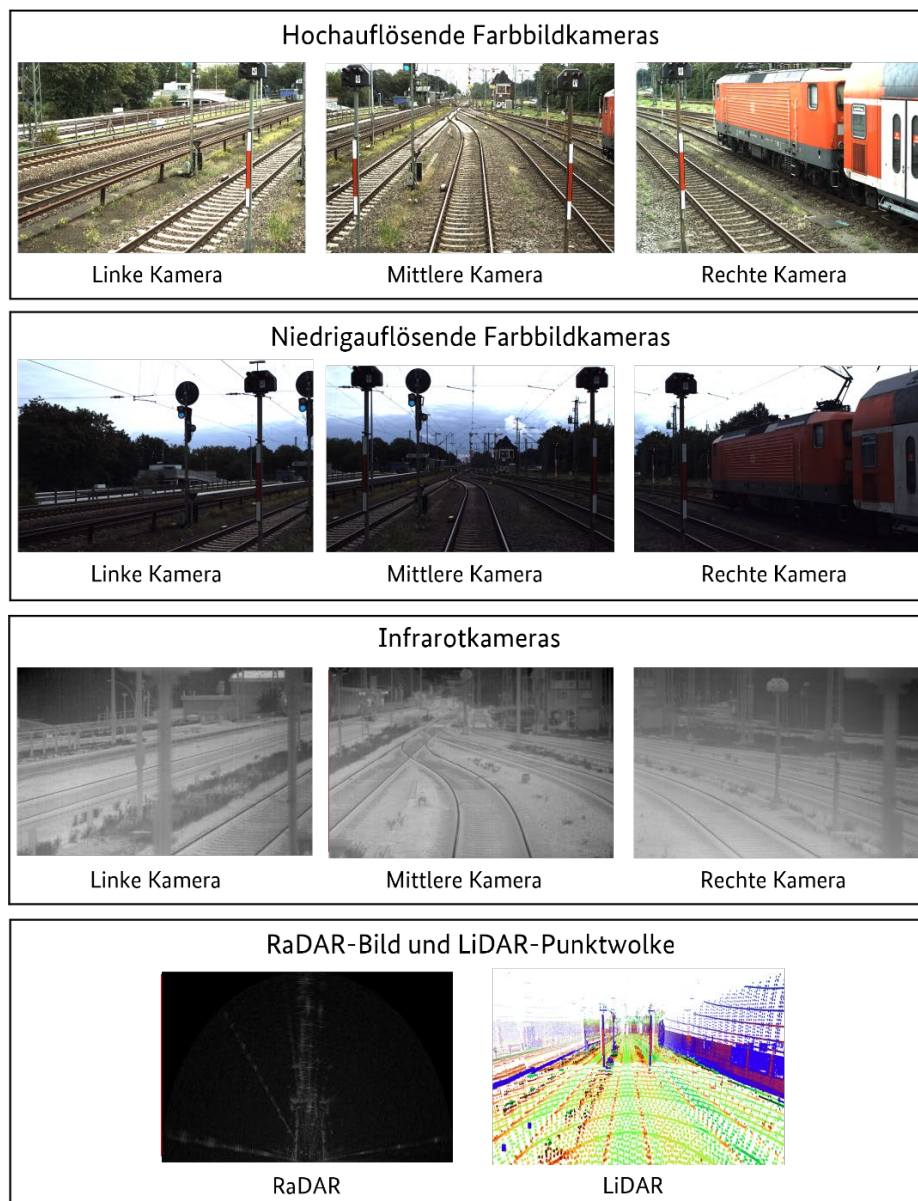 Hochauflösende Farbbildkameras
Linke Kamera
Mittlere Kamera
Rechte Kamera
Niedrigauflösende Farbbildkameras
Linke Kamera
Mittlere Kamera
Rechte Kamera
Infrarotkameras
Linke Kamera
Mittlere Kamera
Rechte Kamera
RaDAR-Bild und LiDAR-Punktwolke
RaDAR
LiDAR